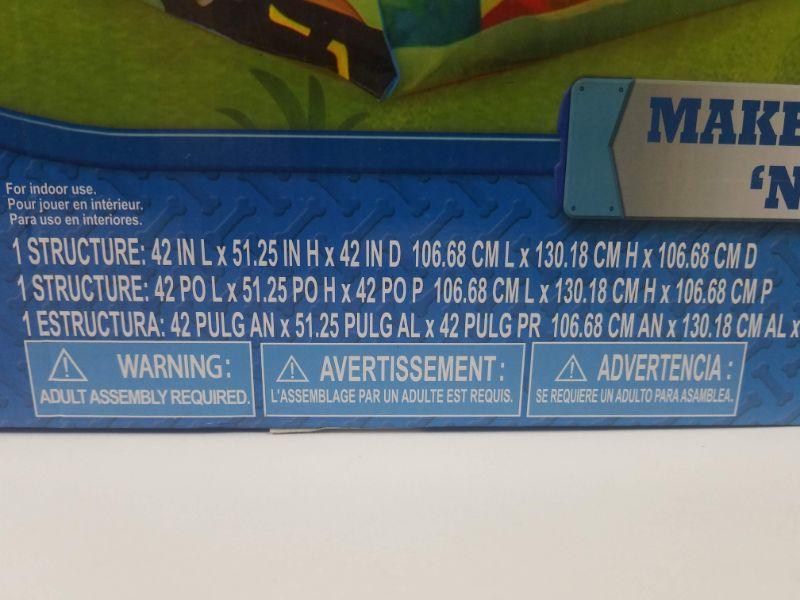 MAKE
'N
For indoor use.
Pour jouer en intérieur.
Para uso en interiores.
1 STRUCTURE: 42 IN L x 51.25 IN H x 42 IN D 106.68 CM L x 130.18 CM H x 106.68 CM D
1 STRUCTURE: 42 PO L x 51.25 PO H x 42 PO P 106.68 CM L x 130.18 CM H x 106.68 CM P
1 ESTRUCTURA: 42 PULG AN x 51.25 PULG AL x 42 PULG PR 106.68 CM AN x 130.18 CM AL x
WARNING:
ADULT ASSEMBLY REQUIRED.
AVERTISSEMENT :
L'ASSEMBLAGE PAR UN ADULTE EST REQUIS.
ADVERTENCIA :
SE REQUIERE UN ADULTO PARA ASAMBLEA.